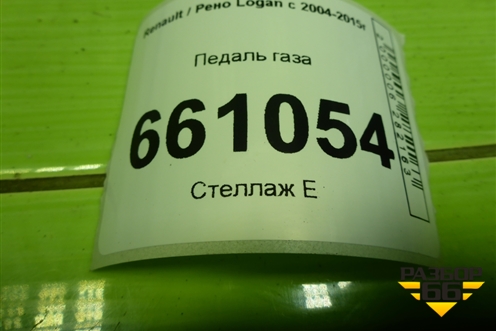 Renault / Рено Logan с 2004-2015г
Педаль газа
661054
Стеллаж Е
РАЗБОР
66